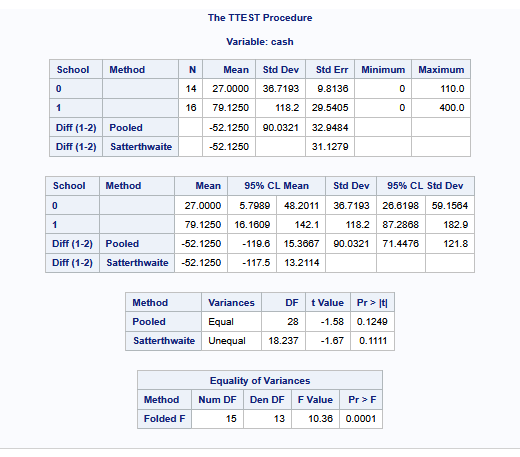 The TTEST Procedure
Variable: cash
School Method N Mean Std Dev Std Err Minimum Maximum
0 14 27.0000 36.7193 9.8136 0 110.0
1 16 79.1250 118.2 29.5405 0 400.0
Diff (1-2) Pooled -52.1250 90.0321 32.9484
Diff (1-2) Satterthwaite -52.1250 31.1279
School Method Mean 95% CL Mean Std Dev 95% CL Std Dev
0 27.0000 5.7989 48.2011 36.7193 26.6198 59.1564
1 79.1250 16.1609 142.1 118.2 87.2868 182.9
Diff (1-2) Pooled -52.1250 -119.6 15.3667 90.0321 71.4476 121.8
Diff (1-2) Satterthwaite -52.1250 -117.5 13.2114
Method Variances DF t Value Pr > |t|
Pooled Equal 28 -1.58 0.1249
Satterthwaite Unequal 18.237 -1.67 0.1111
Equality of Variances
Method Num DF Den DF F Value Pr > F
Folded F 15 13 10.36 0.0001